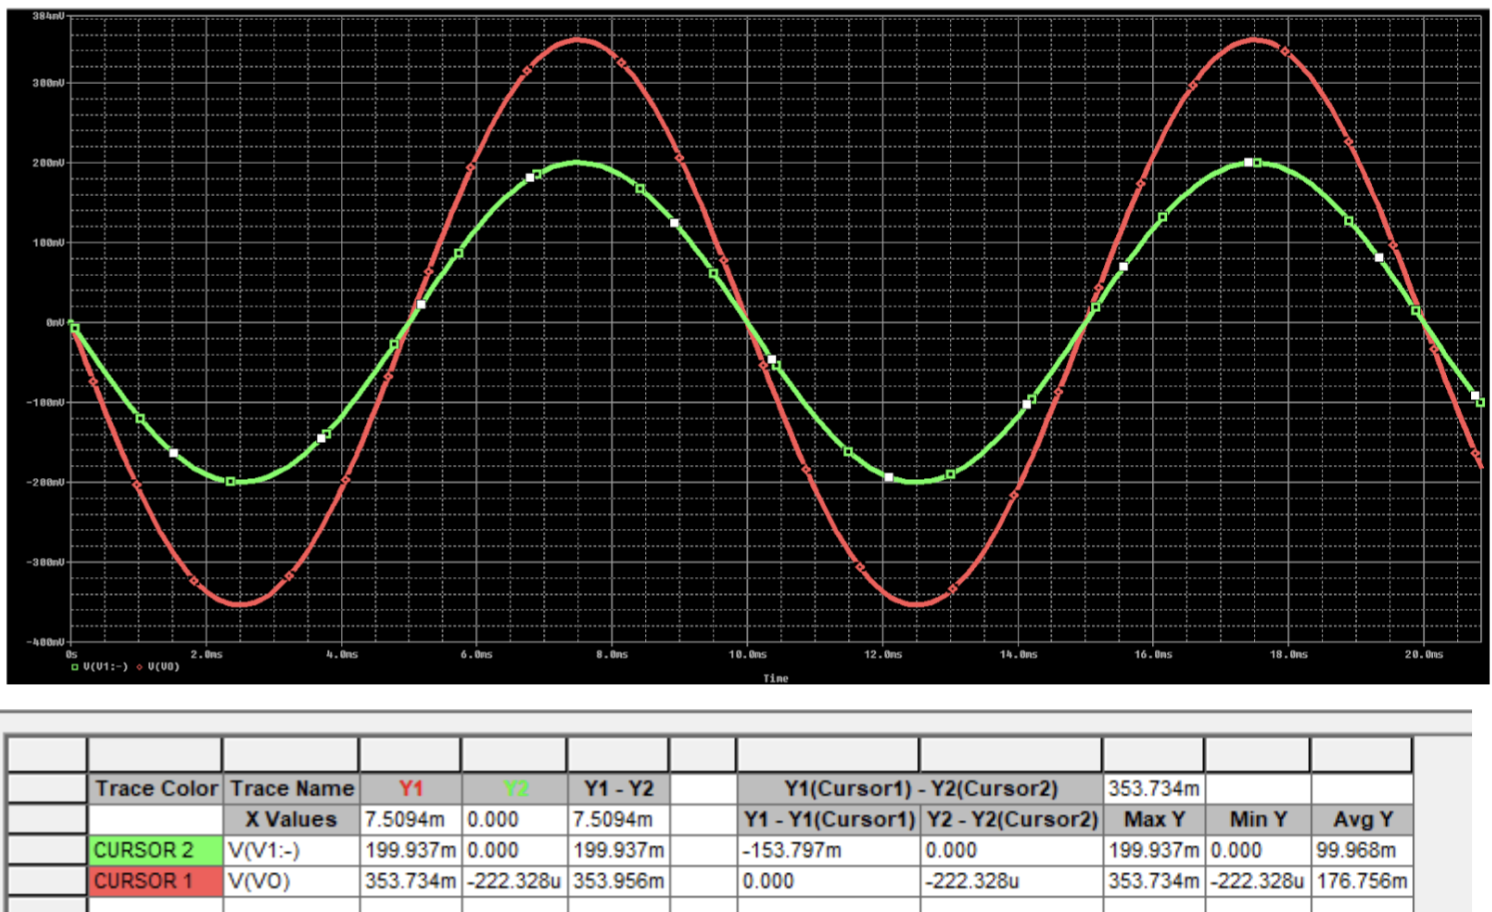 384mV
300mV
200mV
100mV
0mV
-100mV
-200mV
-300mV
-400mV
0s 2.0ms 4.0ms 6.0ms 8.0ms 10.0ms 12.0ms 14.0ms 16.0ms 18.0ms 20.0ms
V(V1:-) V(VO)
Time
Trace Color Trace Name Y1 Y2 Y1 - Y2 Y1(Cursor1) - Y2(Cursor2) 353.734m
X Values 7.5094m 0.000 7.5094m Y1 - Y1(Cursor1) Y2 - Y2(Cursor2) Max Y Min Y Avg Y
CURSOR 2 V(V1:-) 199.937m 0.000 199.937m -153.797m 0.000 199.937m 0.000 99.968m
CURSOR 1 V(VO) 353.734m -222.328u 353.956m 0.000 -222.328u 353.734m -222.328u 176.756m